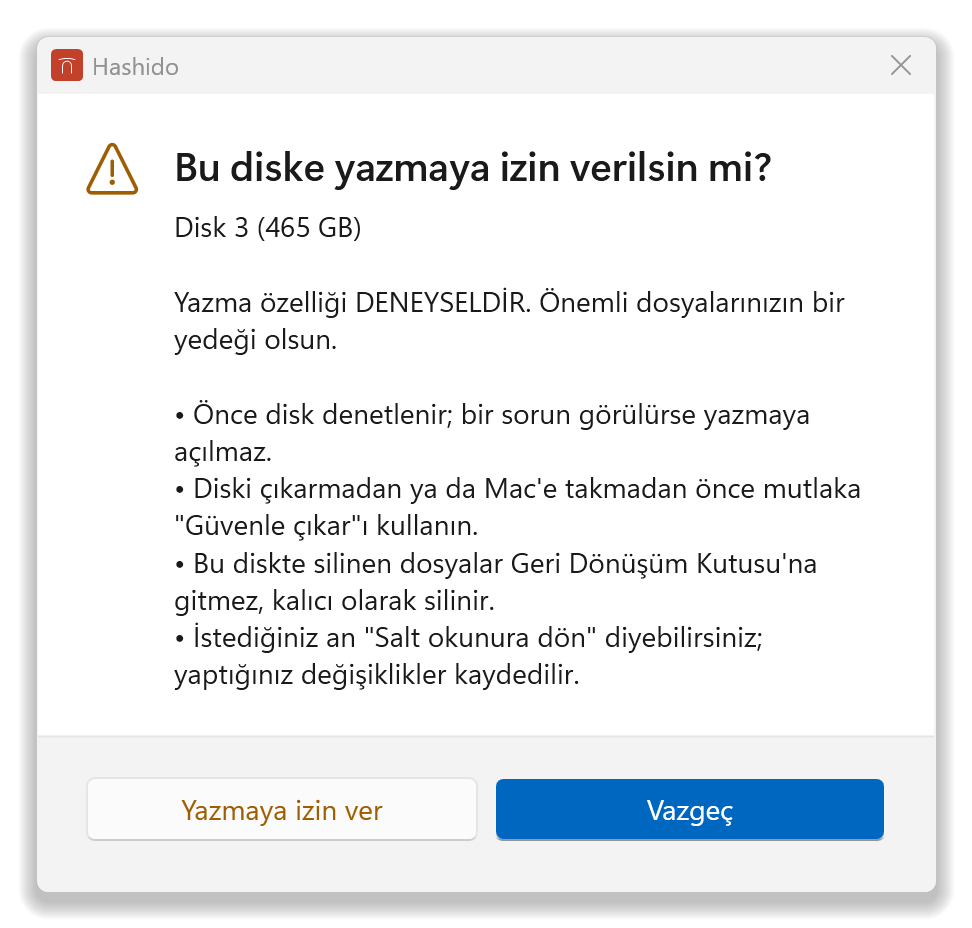 Hashido
Bu diske yazmaya izin verilsin mi?
Disk 3 (465 GB)
Yazma özelliği DENEYSELDİR. Önemli dosyalarınızın bir
yedeği olsun.
• Önce disk denetlenir; bir sorun görülürse yazmaya
açılmaz.
• Diski çıkarmadan ya da Mac'e takmadan önce mutlaka
"Güvenle çıkar"ı kullanın.
• Bu diskte silinen dosyalar Geri Dönüşüm Kutusu'na
gitmez, kalıcı olarak silinir.
• İstediğiniz an "Salt okunura dön" diyebilirsiniz;
yaptığınız değişiklikler kaydedilir.
Yazmaya izin ver
Vazgeç